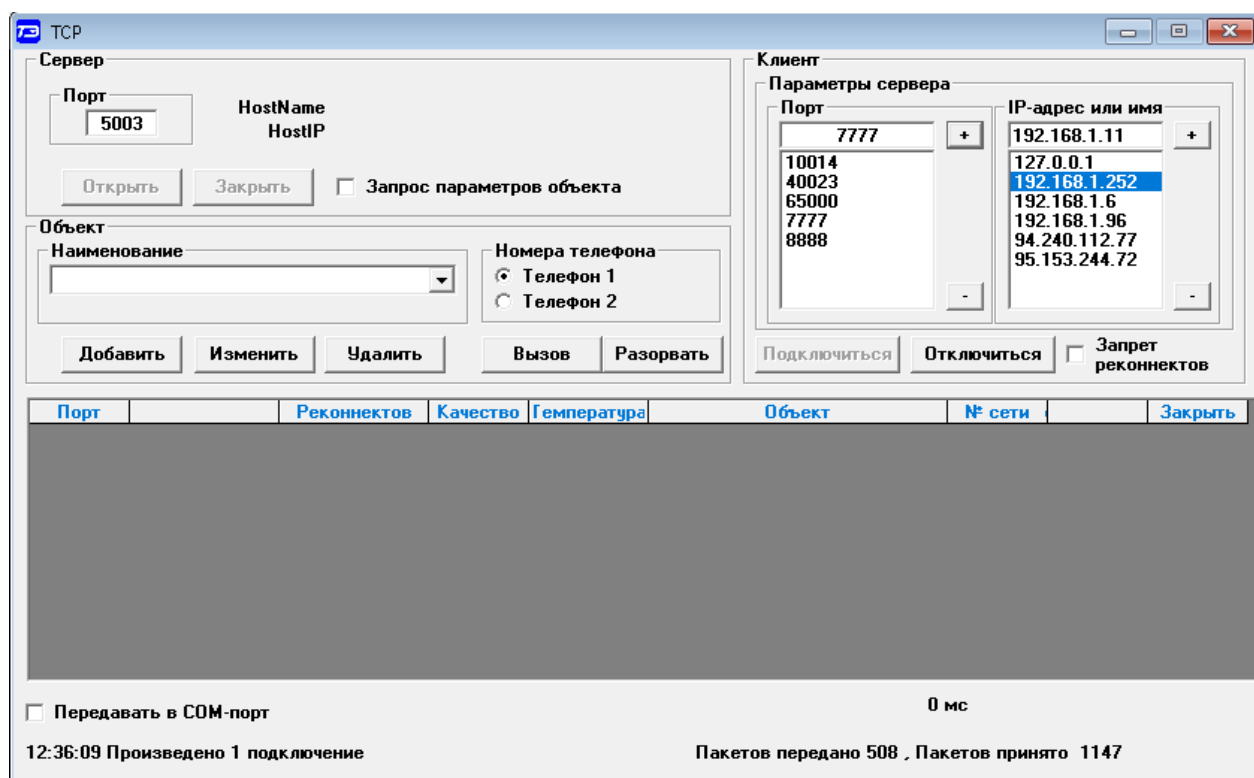 TCP
Сервер
Порт
5003
HostName
HostIP
Открыть
Закрыть
Запрос параметров объекта
Объект
Наименование
Номера телефона
Телефон 1
Телефон 2
Добавить
Изменить
Удалить
Вызов
Разорвать
Клиент
Параметры сервера
Порт
7777
+
10014
40023
65000
7777
8888
-
IP-адрес или имя
192.168.1.11
+
127.0.0.1
192.168.1.252
192.168.1.6
192.168.1.96
94.240.112.77
95.153.244.72
-
Подключиться
Отключиться
Запрет
реконнектов
Порт Реконнектов Качество Температура Объект № сети Закрыть
Передавать в COM-порт
0 мс
12:36:09 Произведено 1 подключение
Пакетов передано 508 , Пакетов принято 1147